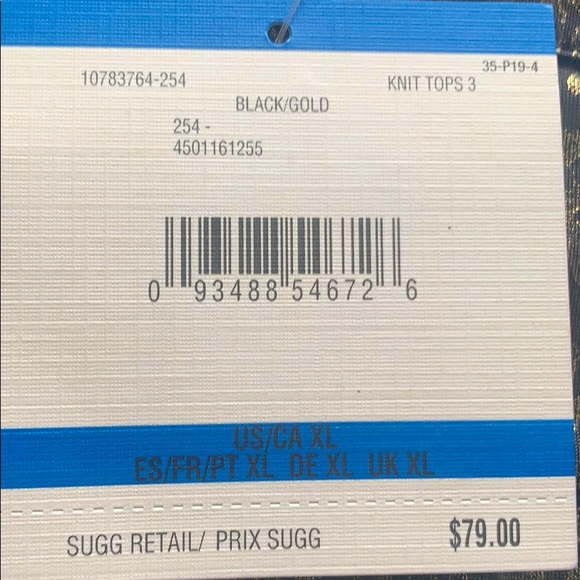 35-P19-4
10783764-254 KNIT TOPS 3
BLACK/GOLD
254 -
4501161255
0 93488 54672 6
US/CA XL
ES/FR/PT XL DE XL UK XL
SUGG RETAIL/ PRIX SUGG $79.00